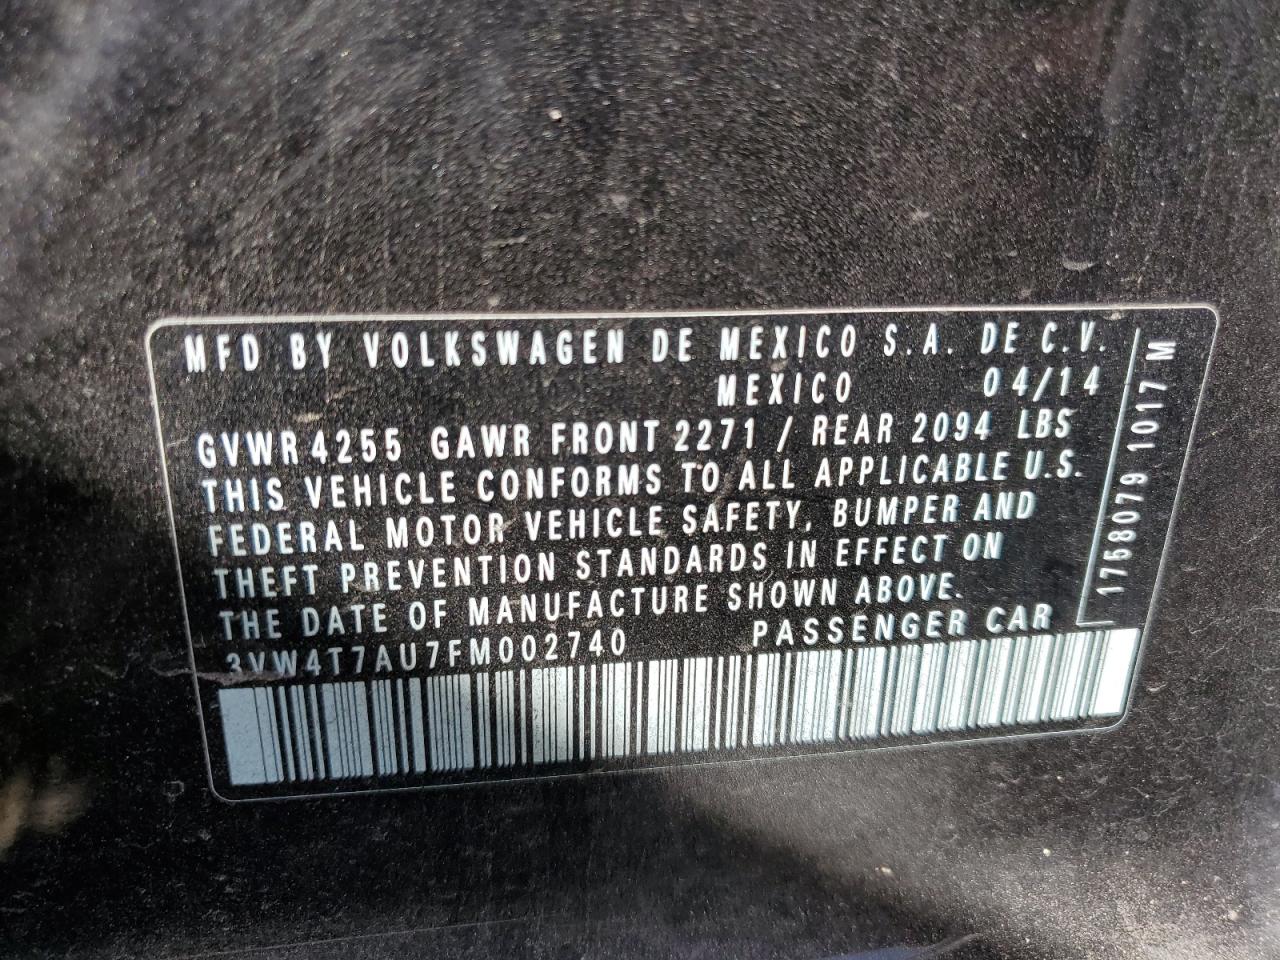 MFD BY VOLKSWAGEN DE MEXICO S.A. DE C.V.
MEXICO 04/14
GVWR 4255 GAWR FRONT 2271 / REAR 2094 LBS
THIS VEHICLE CONFORMS TO ALL APPLICABLE U.S.
FEDERAL MOTOR VEHICLE SAFETY, BUMPER AND
THEFT PREVENTION STANDARDS IN EFFECT ON
THE DATE OF MANUFACTURE SHOWN ABOVE.
3VW4T7AU7FM002740 PASSENGER CAR
1758079 1017 M